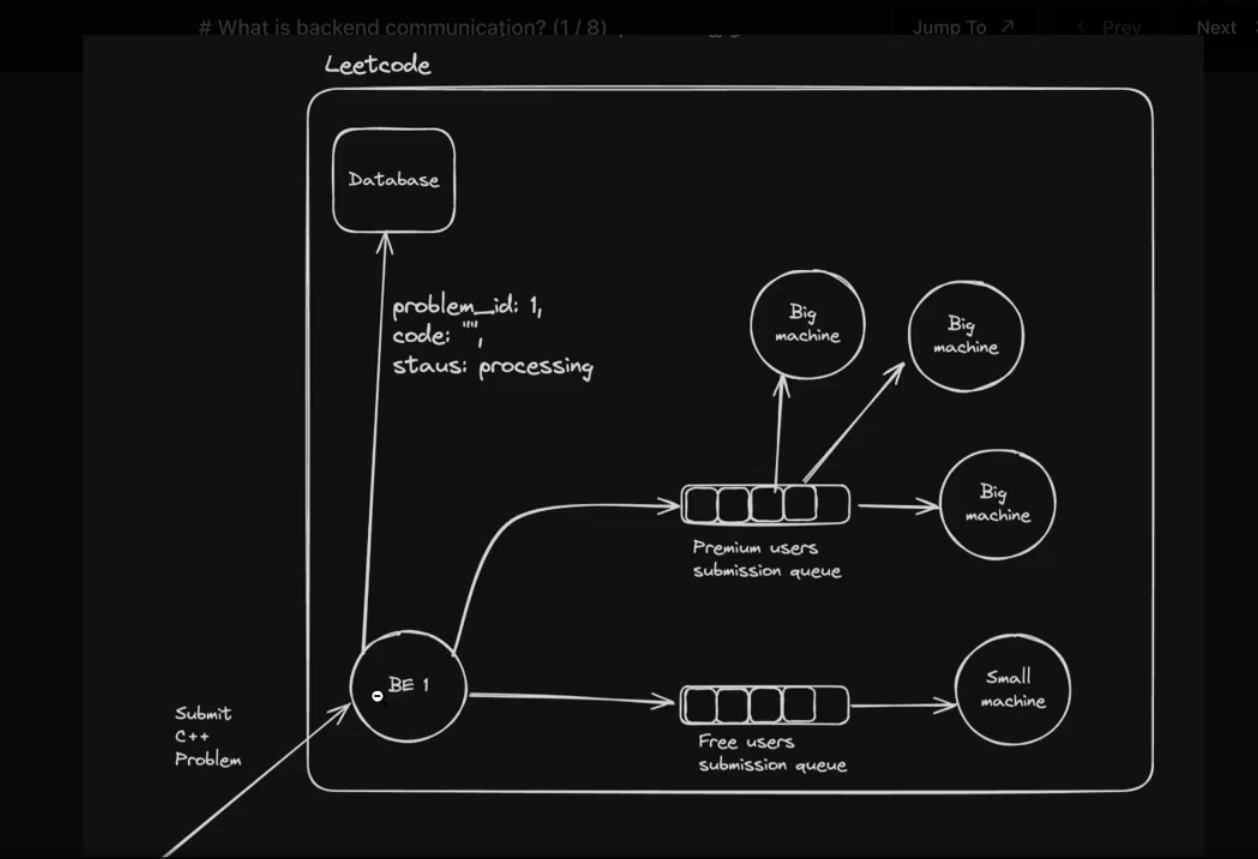 # What is backend communication? (1 / 8)
Jump To
Prev
Next
Leetcode
Database
problem_id: 1,
code: "",
staus: processing
Big
machine
Big
machine
Big
machine
Premium users
submission queue
BE 1
Small
machine
Submit
C++
Problem
Free users
submission queue